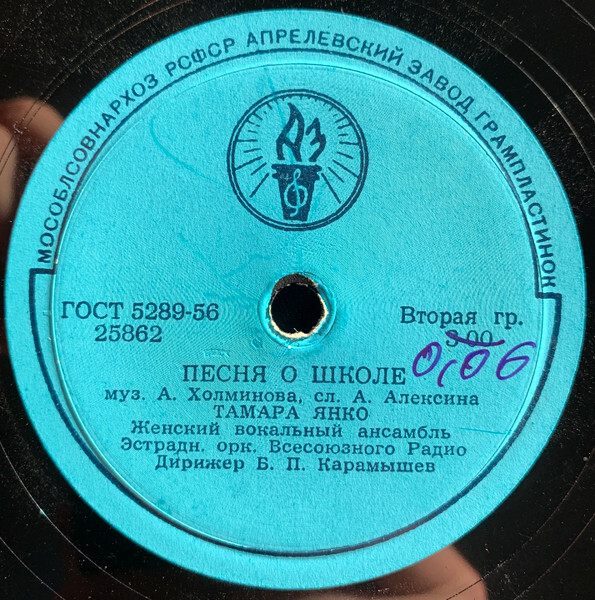 МОСОБЛСОВНАРХОЗ РСФСР АПРЕЛЕВСКИЙ ЗАВОД ГРАМПЛАСТИНОК
АЗ
ГОСТ 5289-56
25862
Вторая гр.
3.00
0,06
ПЕСНЯ О ШКОЛЕ
муз. А. Холминова, сл. А. Алексина
ТАМАРА ЯНКО
Женский вокальный ансамбль
Эстрадн. орк. Всесоюзного Радио
Дирижер Б. П. Карамышев